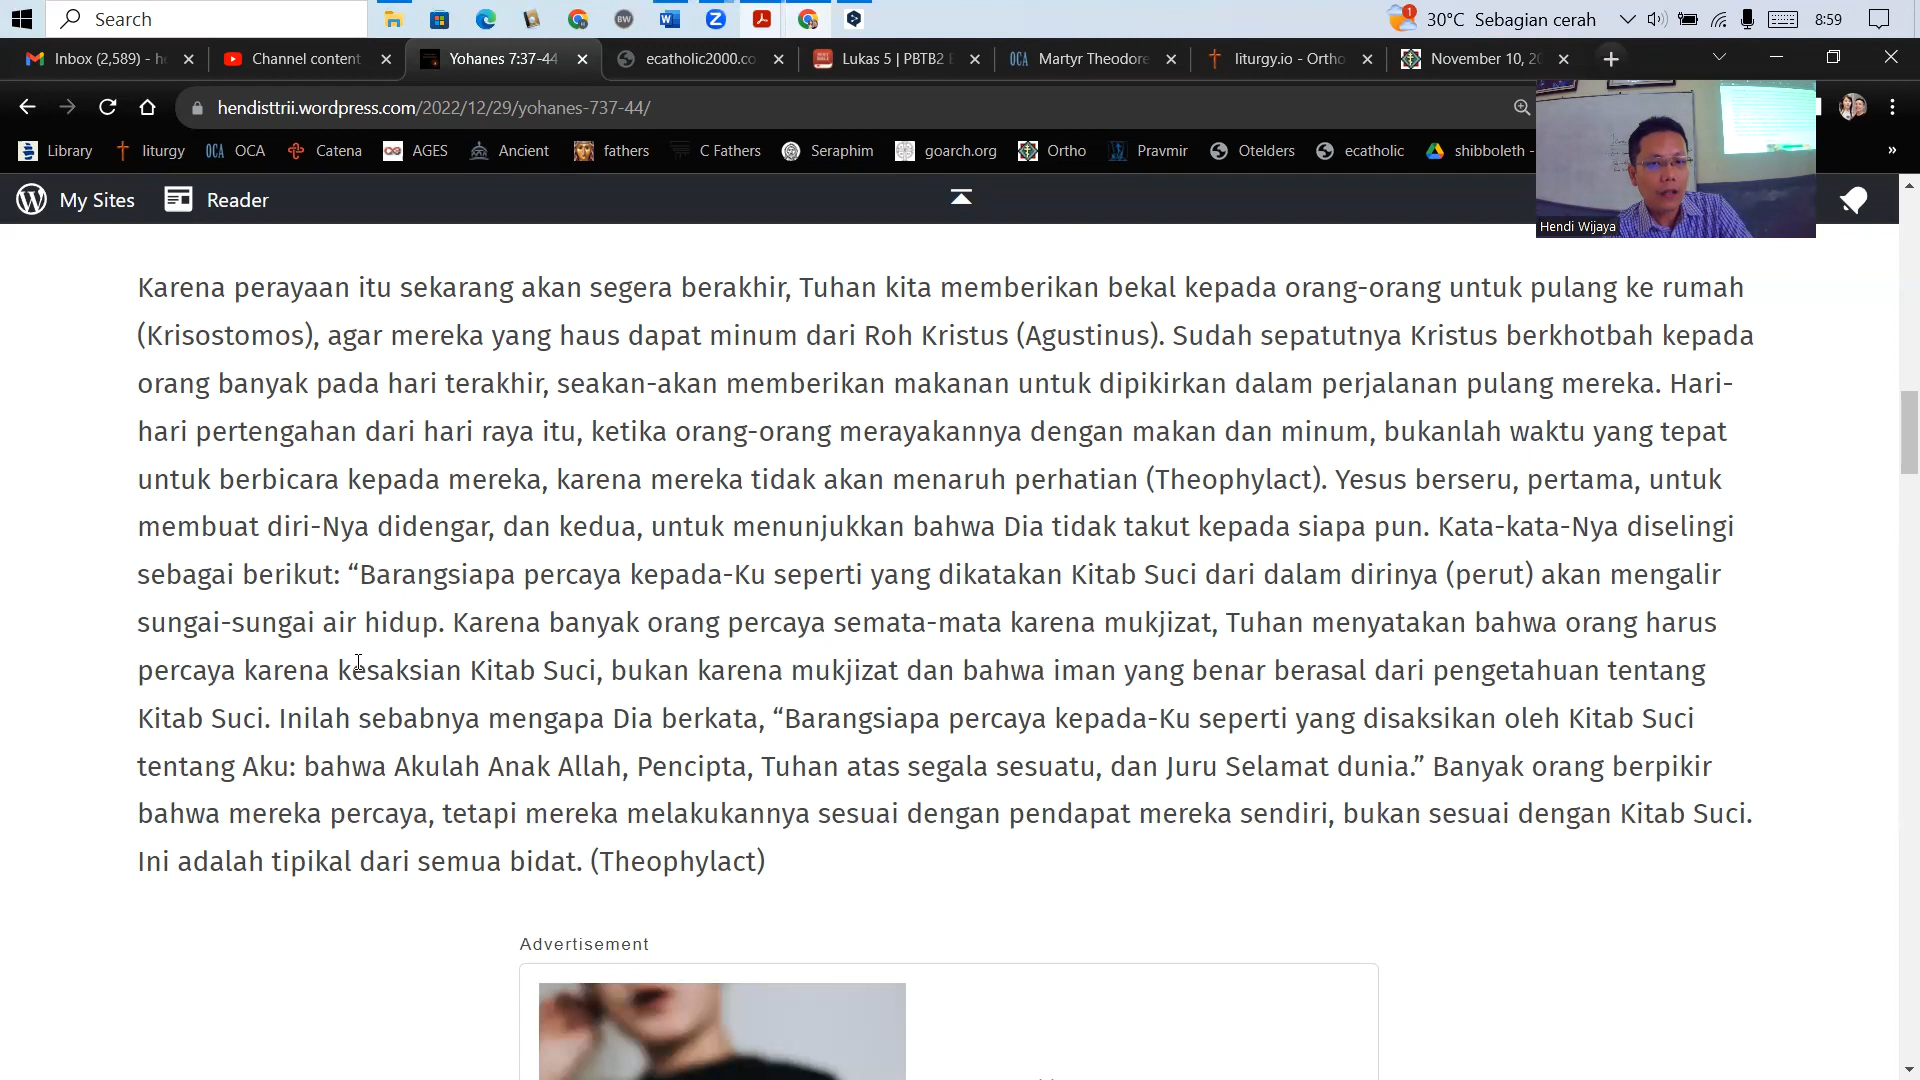 Search
BW
1
30°C Sebagian cerah
8:59
Inbox (2,589) - h
Channel content
Yohanes 7:37-44
ecatholic2000.co
Lukas 5 | PBTB2
OCA
Martyr Theodore
liturgy.io - Ortho
November 10, 2
hendisttrii.wordpress.com/2022/12/29/yohanes-737-44/
Library
liturgy
OCA OCA
Catena
AGES
Ancient
fathers
C Fathers
Seraphim
goarch.org
Ortho
Pravmir
Otelders
ecatholic
shibboleth -
»
My Sites
Reader
Hendi Wijaya
Karena perayaan itu sekarang akan segera berakhir, Tuhan kita memberikan bekal kepada orang-orang untuk pulang ke rumah
(Krisostomos), agar mereka yang haus dapat minum dari Roh Kristus (Agustinus). Sudah sepatutnya Kristus berkhotbah kepada
orang banyak pada hari terakhir, seakan-akan memberikan makanan untuk dipikirkan dalam perjalanan pulang mereka. Hari-
hari pertengahan dari hari raya itu, ketika orang-orang merayakannya dengan makan dan minum, bukanlah waktu yang tepat
untuk berbicara kepada mereka, karena mereka tidak akan menaruh perhatian (Theophylact). Yesus berseru, pertama, untuk
membuat diri-Nya didengar, dan kedua, untuk menunjukkan bahwa Dia tidak takut kepada siapa pun. Kata-kata-Nya diselingi
sebagai berikut: “Barangsiapa percaya kepada-Ku seperti yang dikatakan Kitab Suci dari dalam dirinya (perut) akan mengalir
sungai-sungai air hidup. Karena banyak orang percaya semata-mata karena mukjizat, Tuhan menyatakan bahwa orang harus
percaya karena kesaksian Kitab Suci, bukan karena mukjizat dan bahwa iman yang benar berasal dari pengetahuan tentang
Kitab Suci. Inilah sebabnya mengapa Dia berkata, “Barangsiapa percaya kepada-Ku seperti yang disaksikan oleh Kitab Suci
tentang Aku: bahwa Akulah Anak Allah, Pencipta, Tuhan atas segala sesuatu, dan Juru Selamat dunia.” Banyak orang berpikir
bahwa mereka percaya, tetapi mereka melakukannya sesuai dengan pendapat mereka sendiri, bukan sesuai dengan Kitab Suci.
Ini adalah tipikal dari semua bidat. (Theophylact)
Advertisement